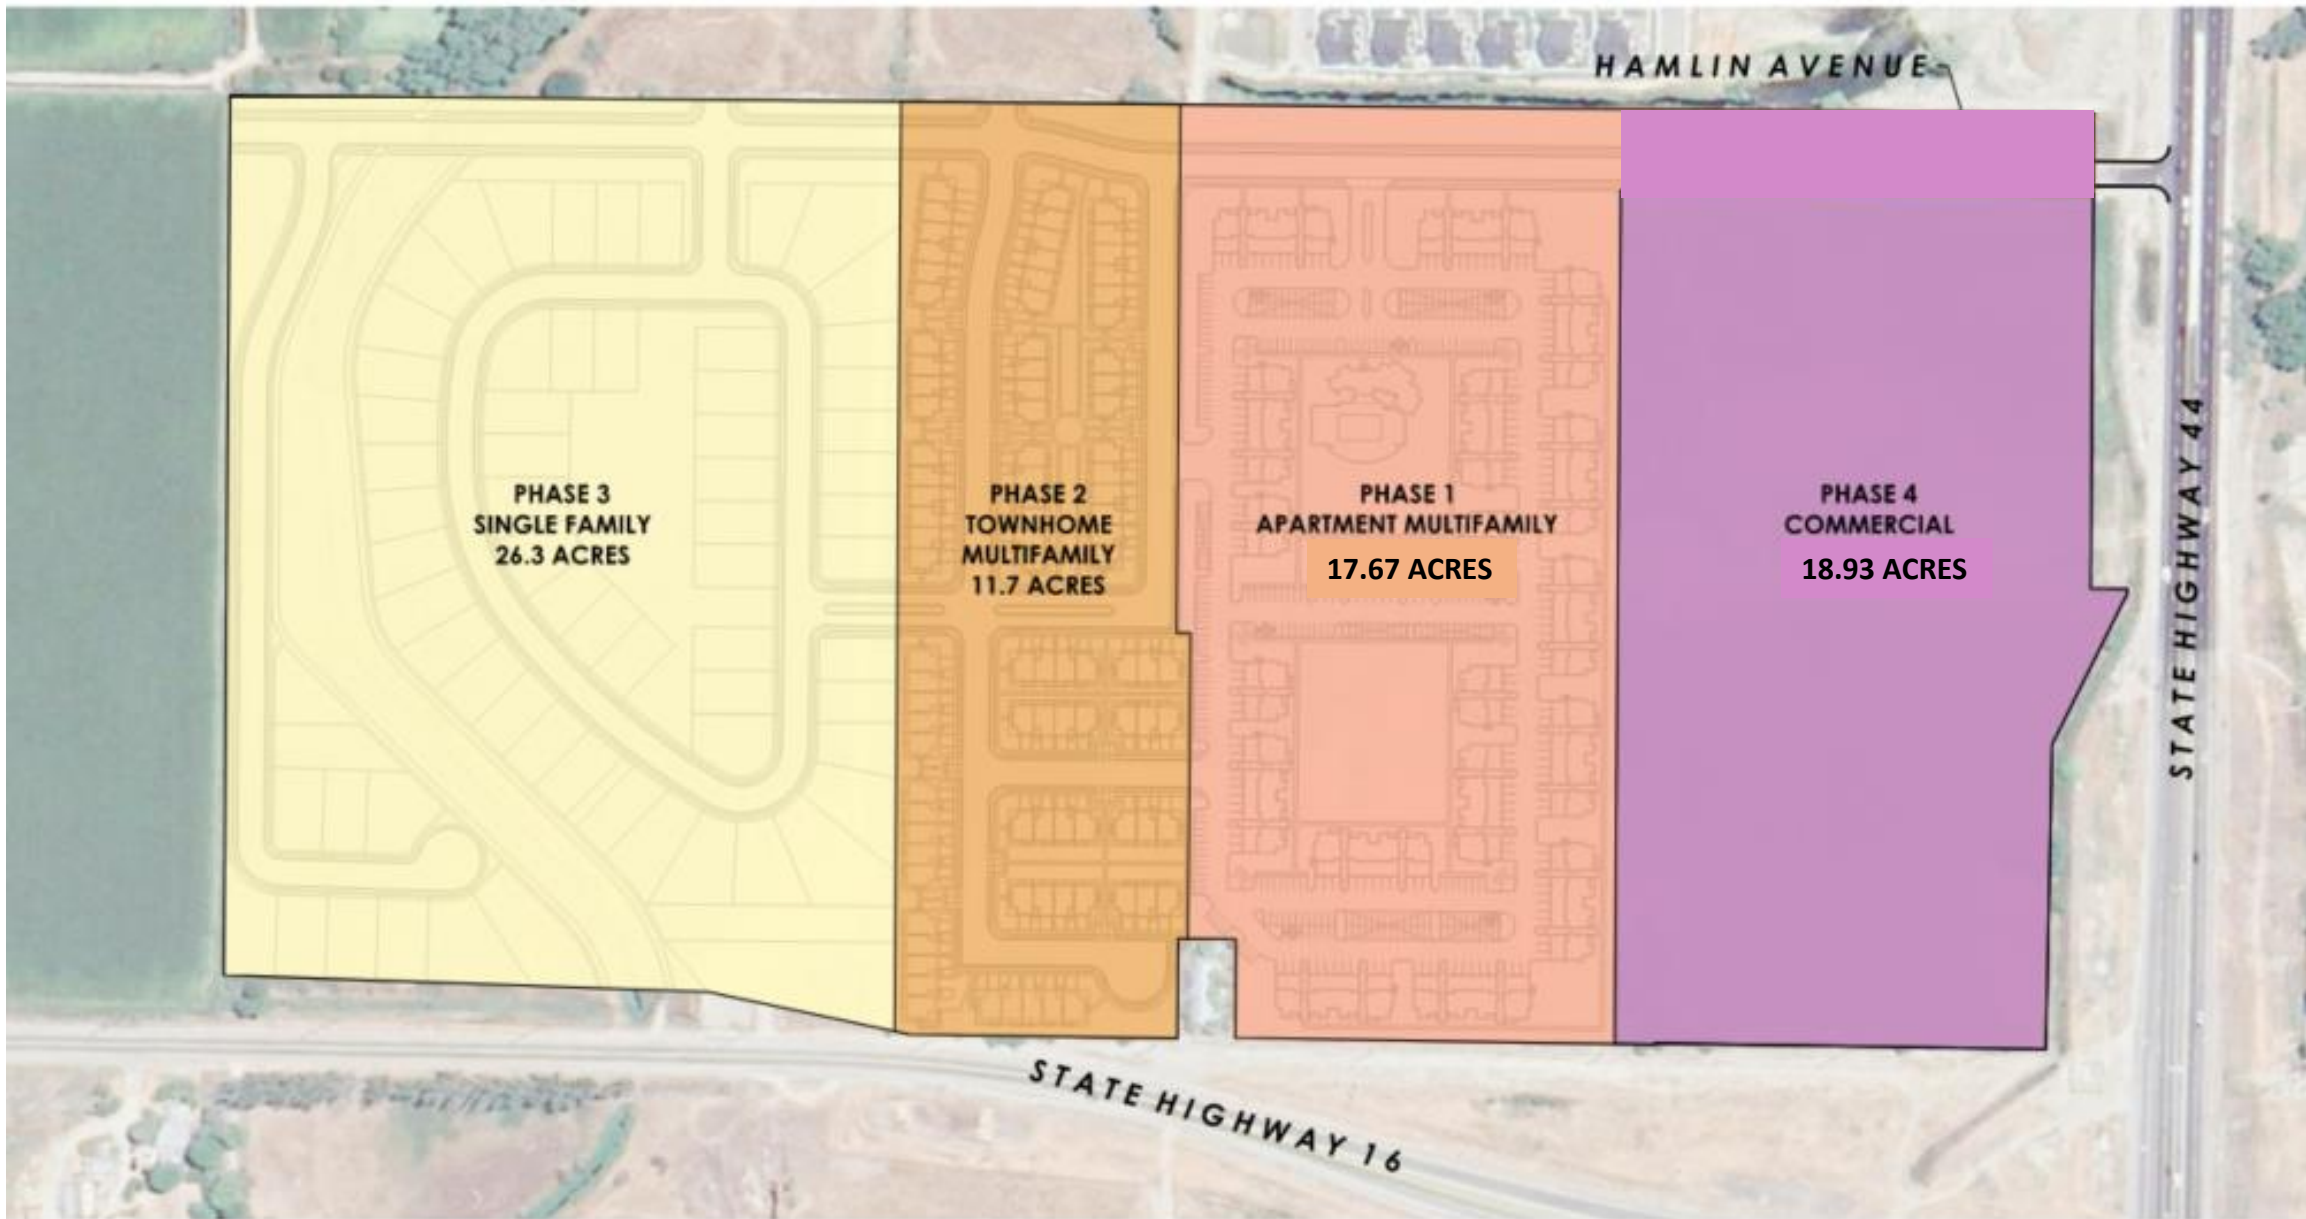 HAMLIN AVENUE
PHASE 3
SINGLE FAMILY
26.3 ACRES
PHASE 2
TOWNHOME
MULTIFAMILY
11.7 ACRES
PHASE 1
APARTMENT MULTIFAMILY
17.67 ACRES
PHASE 4
COMMERCIAL
18.93 ACRES
STATE HIGHWAY 44
STATE HIGHWAY 16